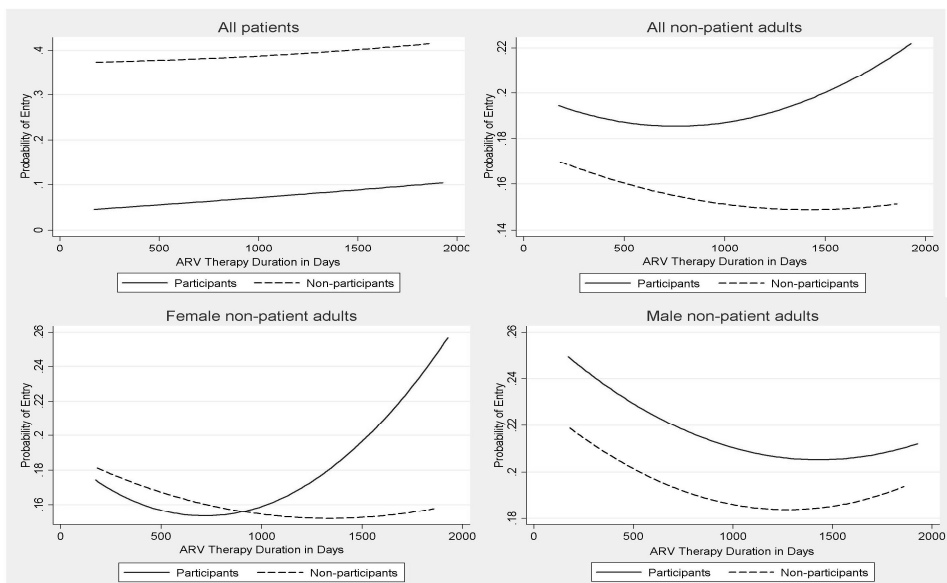 All patients
Probability of Entry
0 .1 .2 .3 .4
0 500 1000 1500 2000
ARV Therapy Duration in Days
Participants Non-participants
All non-patient adults
Probability of Entry
.14 .16 .18 .2 .22
0 500 1000 1500 2000
ARV Therapy Duration in Days
Participants Non-participants
Female non-patient adults
Probability of Entry
.16 .18 .2 .22 .24 .26
0 500 1000 1500 2000
ARV Therapy Duration in Days
Participants Non-participants
Male non-patient adults
Probability of Entry
.18 .2 .22 .24 .26
0 500 1000 1500 2000
ARV Therapy Duration in Days
Participants Non-participants